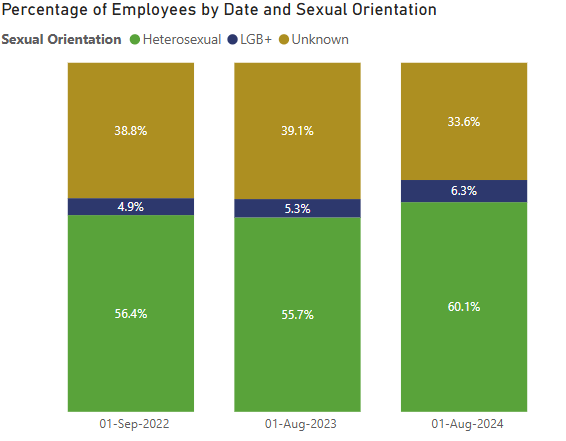 Percentage of Employees by Date and Sexual Orientation
Sexual Orientation Heterosexual LGB+ Unknown
38.8% 39.1% 33.6%
4.9% 5.3% 6.3%
56.4% 55.7% 60.1%
01-Sep-2022 01-Aug-2023 01-Aug-2024